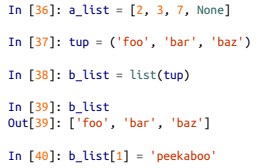 In [36]: a_list = [2, 3, 7, None]
In [37]: tup = ('foo', 'bar', 'baz')
In [38]: b_list = list(tup)
In [39]: b_list
Out[39]: ['foo', 'bar', 'baz']
In [40]: b_list[1] = 'peekaboo'